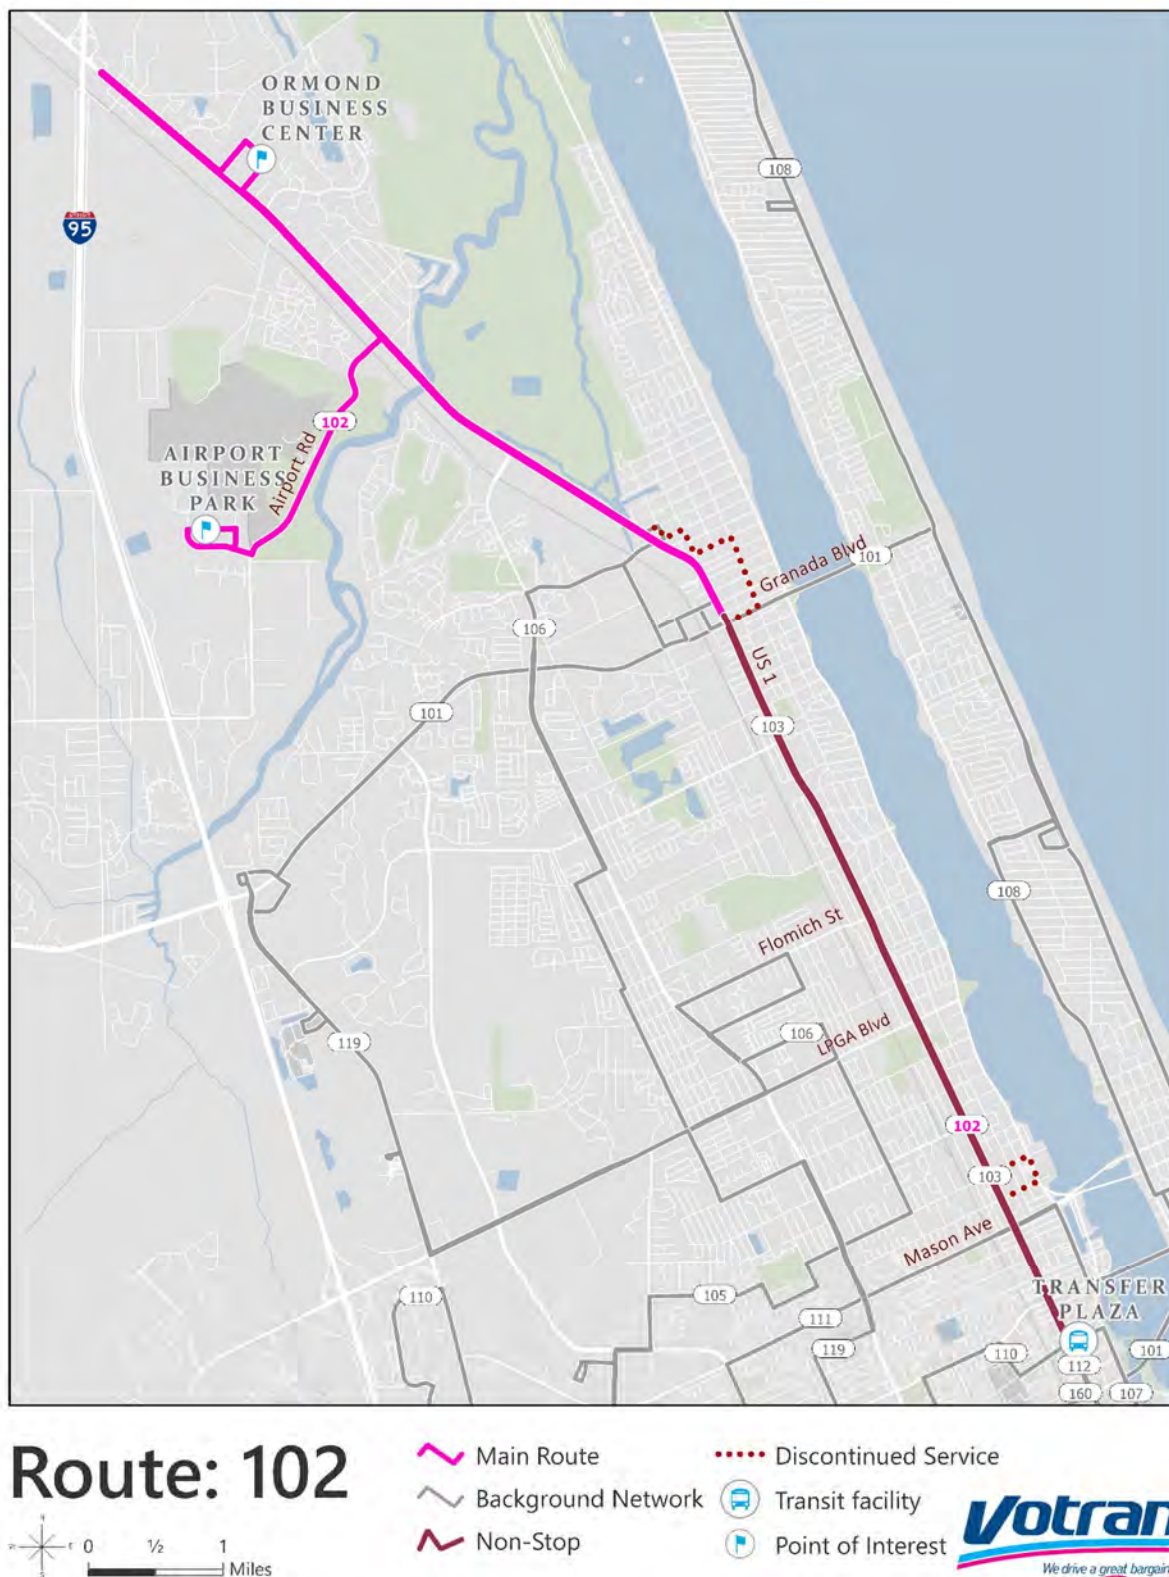 ORMOND
BUSINESS
CENTER
108
95
102
Airport Rd
AIRPORT
BUSINESS
PARK
Granada Blvd
101
106
US 1
101
103
108
Flomich St
106
LPGA Blvd
119
102
103
Mason Ave
TRANSFER
PLAZA
110
105
111
119
110
112
101
160
107
Route: 102
Main Route
Background Network
Non-Stop
Discontinued Service
Transit facility
Point of Interest
0 ½ 1
Miles
Votran
We drive a great bargain